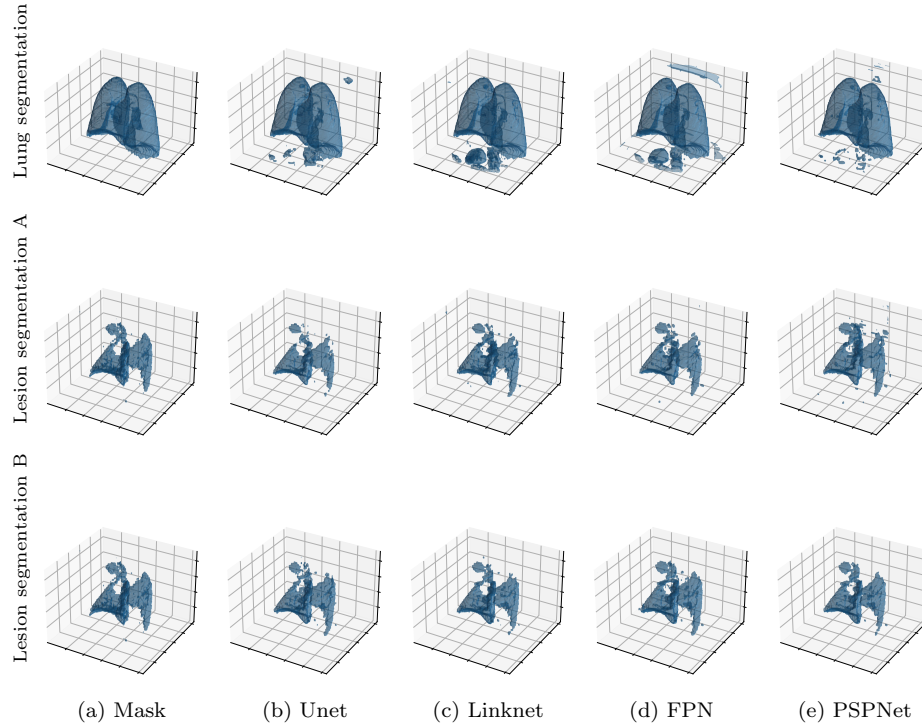 Lung segmentation
Lesion segmentation A
Lesion segmentation B
(a) Mask
(b) Unet
(c) Linknet
(d) FPN
(e) PSPNet